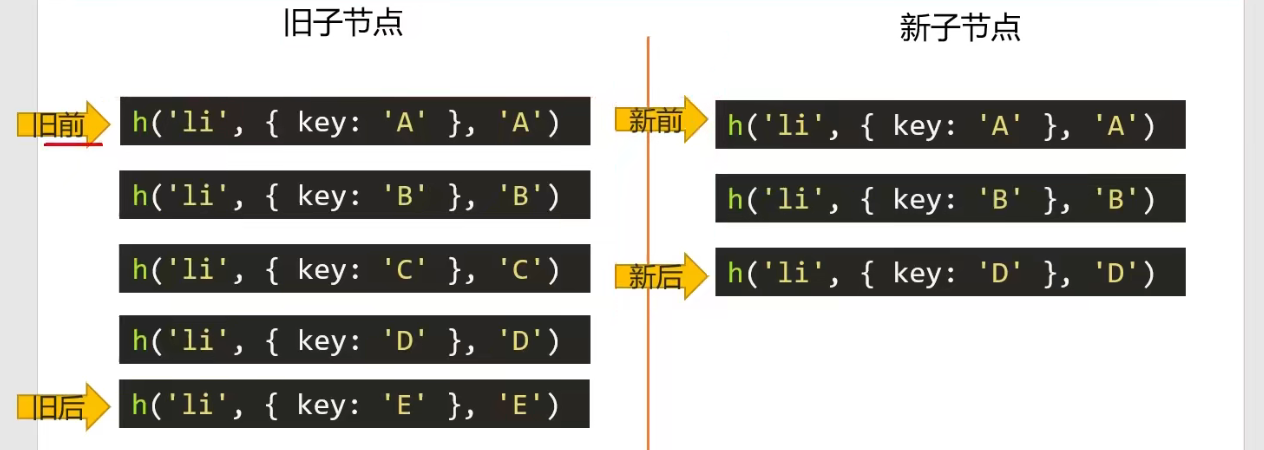 旧子节点
新子节点
旧前
h('li', { key: 'A' }, 'A')
h('li', { key: 'B' }, 'B')
h('li', { key: 'C' }, 'C')
h('li', { key: 'D' }, 'D')
旧后
h('li', { key: 'E' }, 'E')
新前
h('li', { key: 'A' }, 'A')
h('li', { key: 'B' }, 'B')
新后
h('li', { key: 'D' }, 'D')